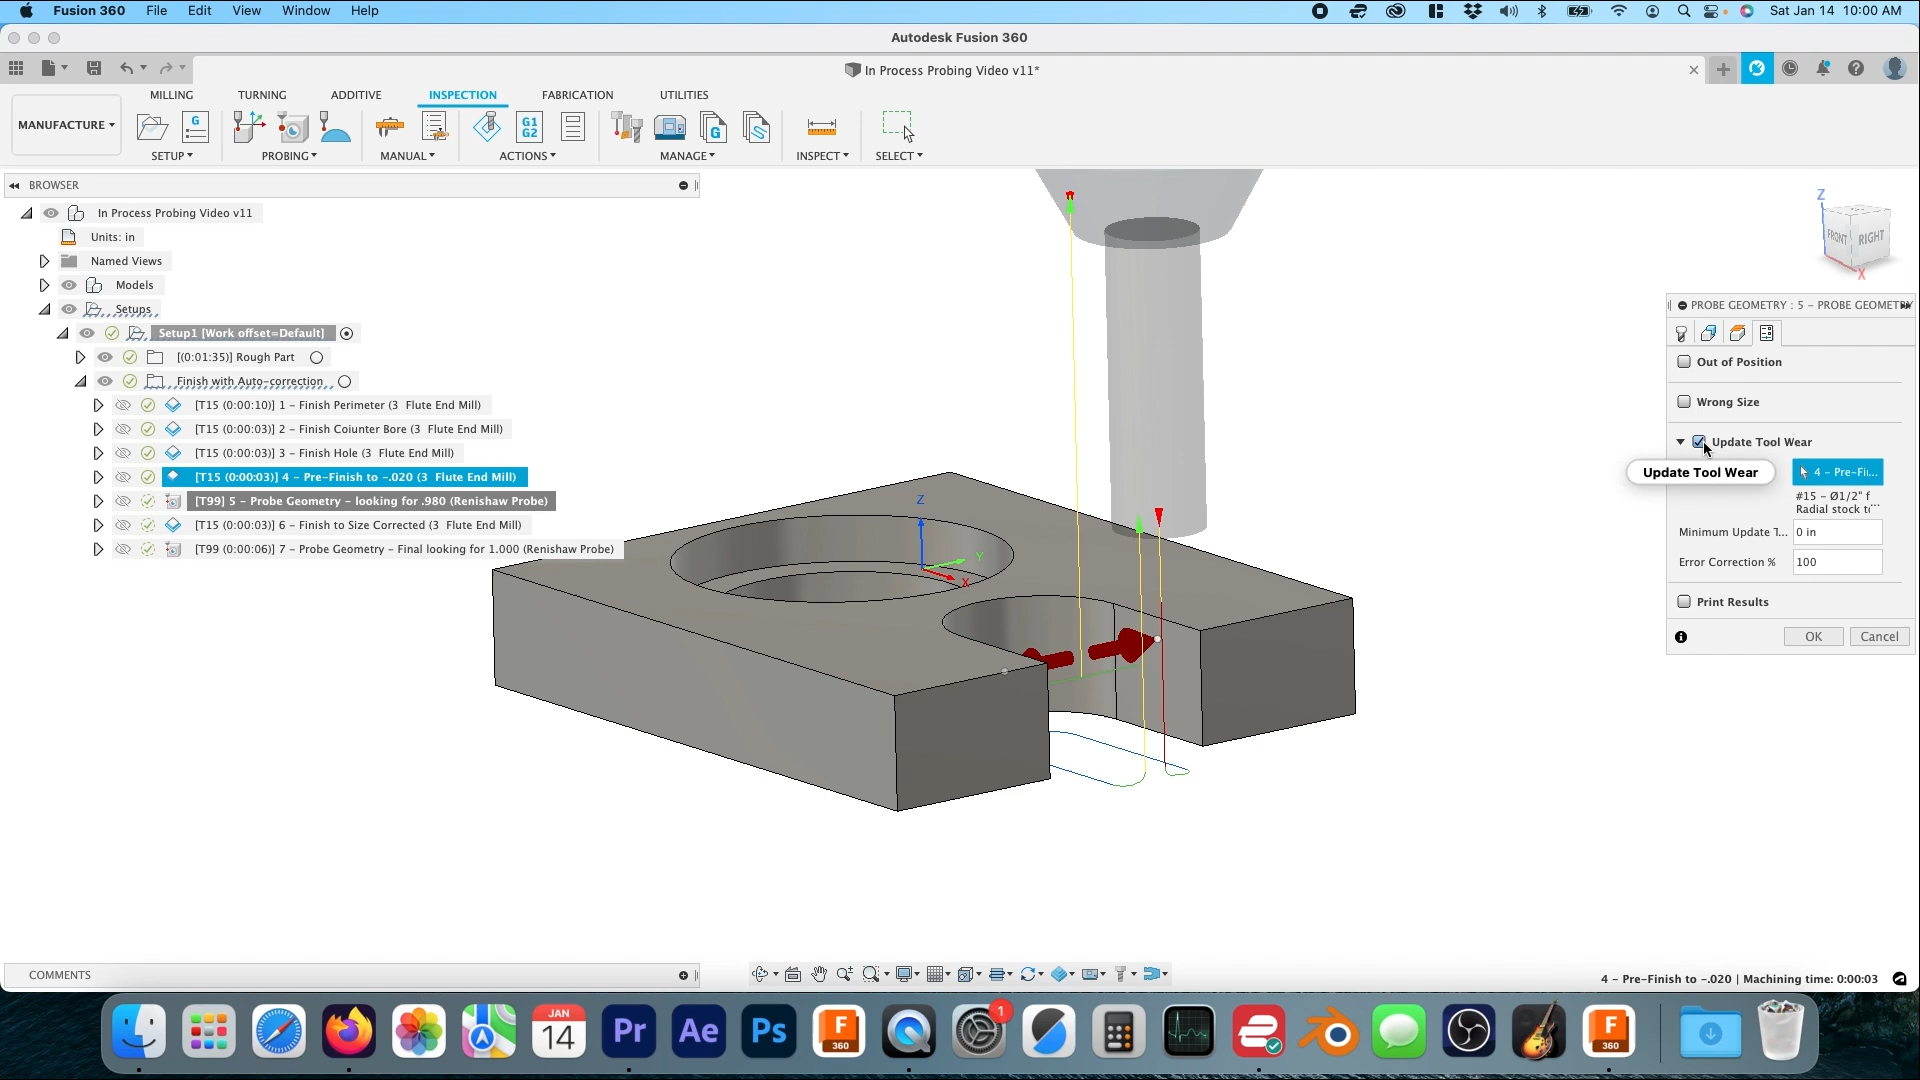 Fusion 360 File Edit View Window Help
Sat Jan 14 10:00 AM
Autodesk Fusion 360
In Process Probing Video v11*
MILLING TURNING ADDITIVE INSPECTION FABRICATION UTILITIES
MANUFACTURE
G
G1
G2
G
SETUP PROBING MANUAL ACTIONS MANAGE INSPECT SELECT
BROWSER
In Process Probing Video v11
Units: in
Named Views
Models
Setups
Setup1 [Work offset=Default]
[(0:01:35)] Rough Part
Finish with Auto-correction
[T15 (0:00:10)] 1 - Finish Perimeter (3 Flute End Mill)
[T15 (0:00:03)] 2 - Finish Coiunter Bore (3 Flute End Mill)
[T15 (0:00:03)] 3 - Finish Hole (3 Flute End Mill)
[T15 (0:00:03)] 4 - Pre-Finish to -.020 (3 Flute End Mill)
[T99] 5 - Probe Geometry - looking for .980 (Renishaw Probe)
[T15 (0:00:03)] 6 - Finish to Size Corrected (3 Flute End Mill)
[T99 (0:00:06)] 7 - Probe Geometry - Final looking for 1.000 (Renishaw Probe)
Z
Y
X
Z
FRONT RIGHT
X
PROBE GEOMETRY : 5 - PROBE GEOMETRY
Out of Position
Wrong Size
Update Tool Wear
Update Tool Wear
4 - Pre-Fi...
#15 - Ø1/2" f
Radial stock t...
Minimum Update T... 0 in
Error Correction % 100
Print Results
OK Cancel
COMMENTS
4 - Pre-Finish to -.020 | Machining time: 0:00:03
JAN
14
Pr
Ae
Ps
F
360
1
F
360